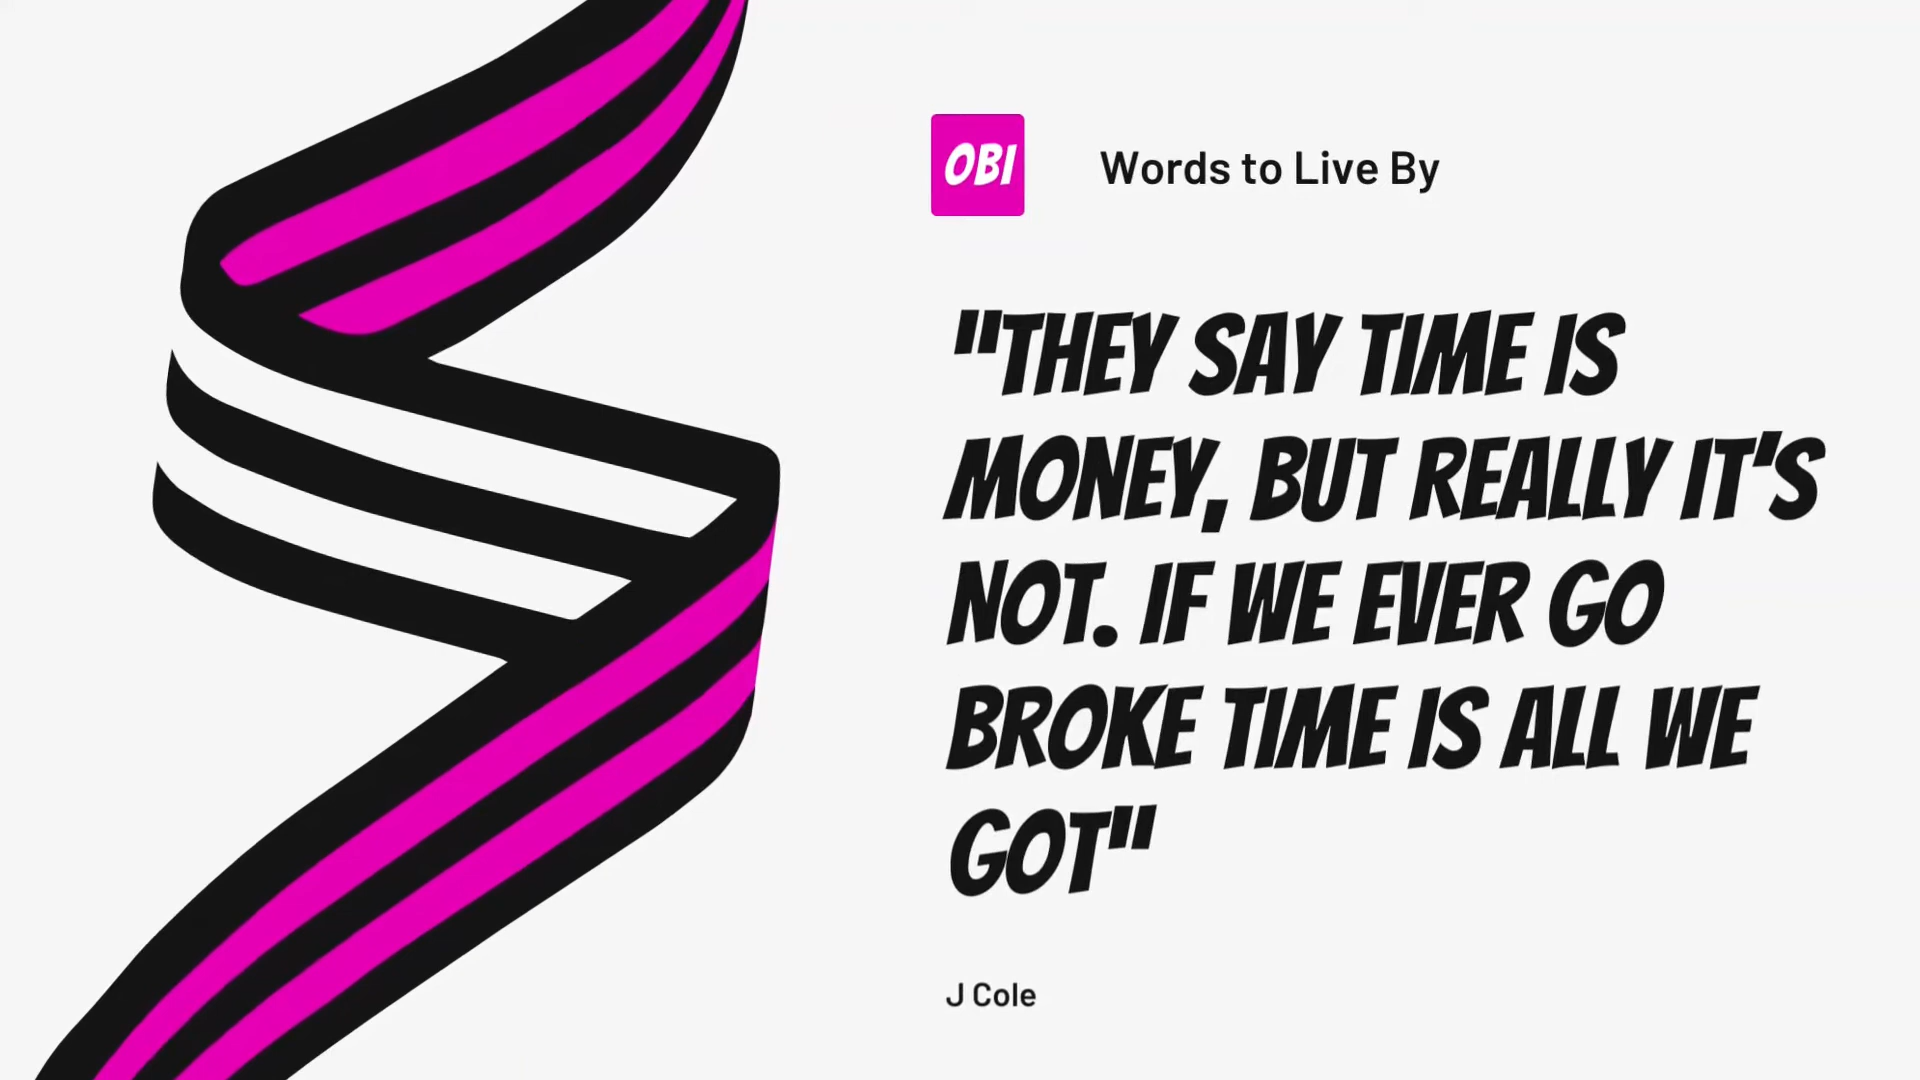 OBI
Words to Live By
"THEY SAY TIME IS
MONEY, BUT REALLY IT'S
NOT. IF WE EVER GO
BROKE TIME IS ALL WE
GOT"
J Cole